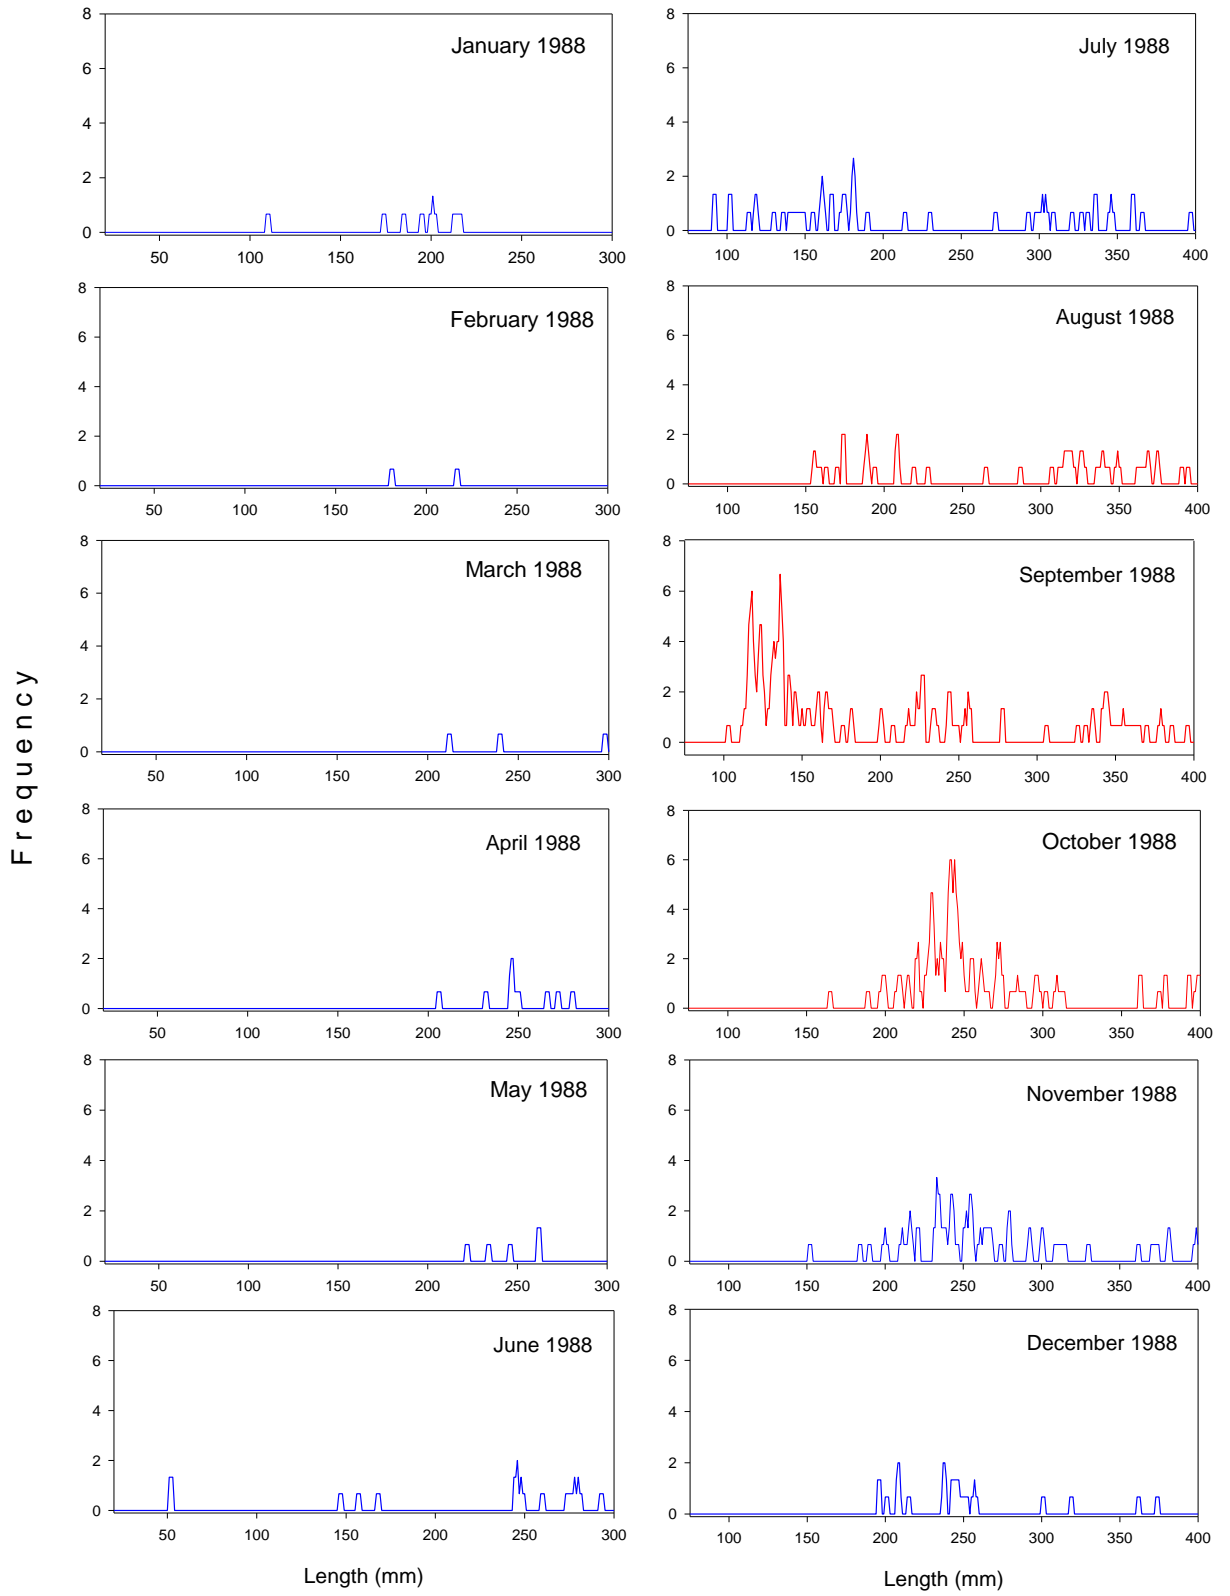 Frequency
January 1988
8
6
4
2
0
50 100 150 200 250 300
February 1988
8
6
4
2
0
50 100 150 200 250 300
March 1988
8
6
4
2
0
50 100 150 200 250 300
April 1988
8
6
4
2
0
50 100 150 200 250 300
May 1988
8
6
4
2
0
50 100 150 200 250 300
June 1988
8
6
4
2
0
50 100 150 200 250 300
Length (mm)
July 1988
8
6
4
2
0
100 150 200 250 300 350 400
August 1988
8
6
4
2
0
100 150 200 250 300 350 400
September 1988
8
6
4
2
0
100 150 200 250 300 350 400
October 1988
8
6
4
2
0
100 150 200 250 300 350 400
November 1988
8
6
4
2
0
100 150 200 250 300 350 400
December 1988
8
6
4
2
0
100 150 200 250 300 350 400
Length (mm)